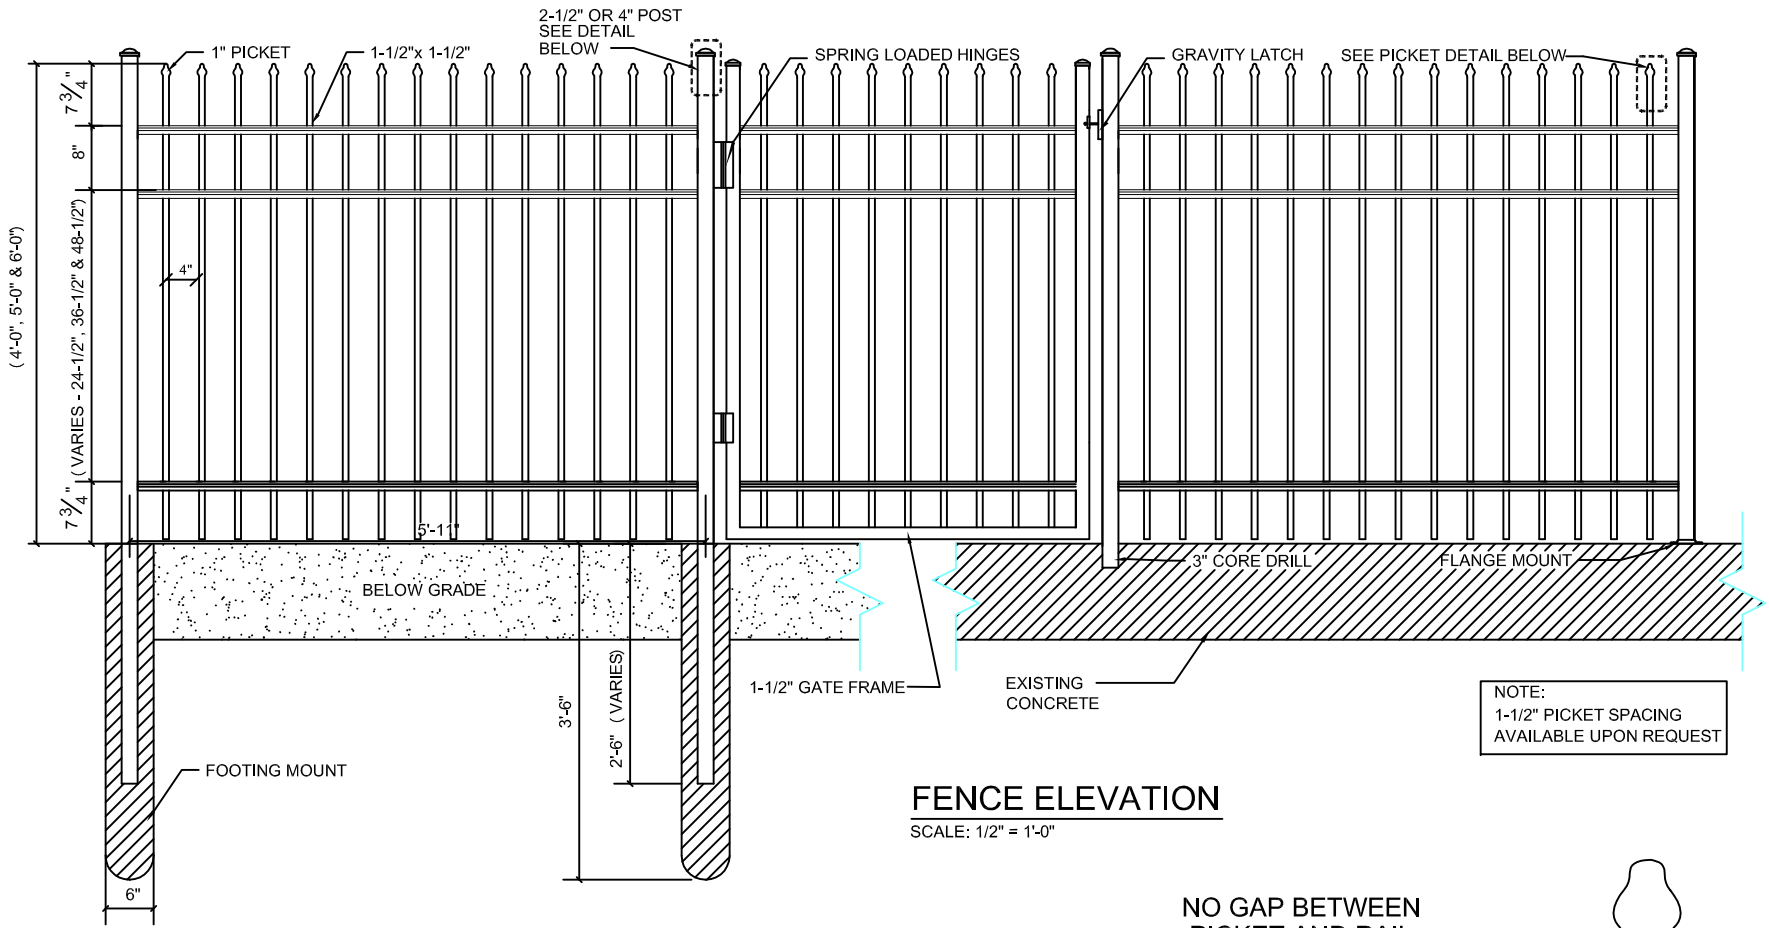 2-1/2" OR 4" POST
SEE DETAIL
BELOW
1" PICKET
1-1/2"x 1-1/2"
SPRING LOADED HINGES
GRAVITY LATCH
SEE PICKET DETAIL BELOW
7 3/4"
8"
( VARIES - 24-1/2", 36-1/2" & 48-1/2")
( 4'-0", 5'-0" & 6'-0")
7 3/4"
4"
5'-11"
BELOW GRADE
3" CORE DRILL
FLANGE MOUNT
1-1/2" GATE FRAME
EXISTING
CONCRETE
NOTE:
1-1/2" PICKET SPACING
AVAILABLE UPON REQUEST
3'-6"
2'-6" ( VARIES)
FOOTING MOUNT
6"
FENCE ELEVATION
SCALE: 1/2" = 1'-0"
NO GAP BETWEEN
PICKET AND RAIL